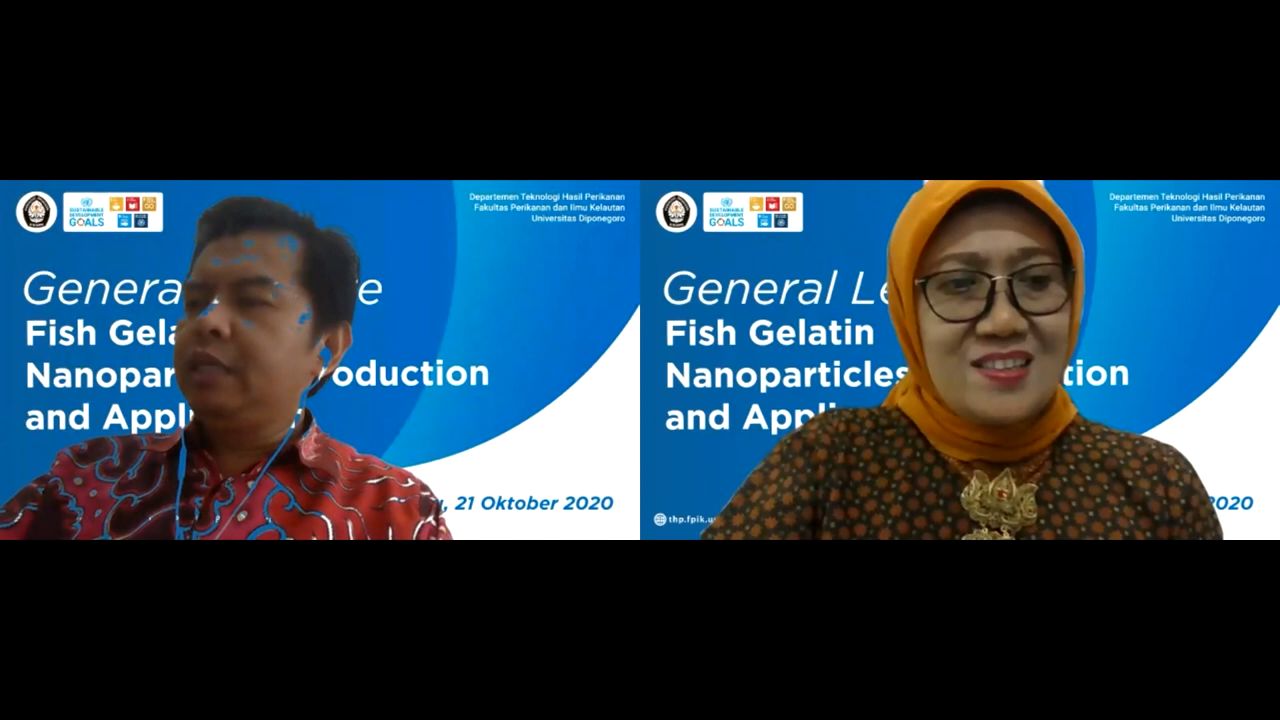 SUSTAINABLE
DEVELOPMENT
GOALS
Departemen Teknologi Hasil Perikanan
Fakultas Perikanan dan Ilmu Kelautan
Universitas Diponegoro
Genera e
Fish Gela
Nanopar oduction
and Appl
, 21 Oktober 2020
SUSTAINABLE
DEVELOPMENT
GOALS
Departemen Teknologi Hasil Perikanan
Fakultas Perikanan dan Ilmu Kelautan
Universitas Diponegoro
General Le
Fish Gelatin
Nanoparticles tion
and Appli
2020
thp.fpik.u